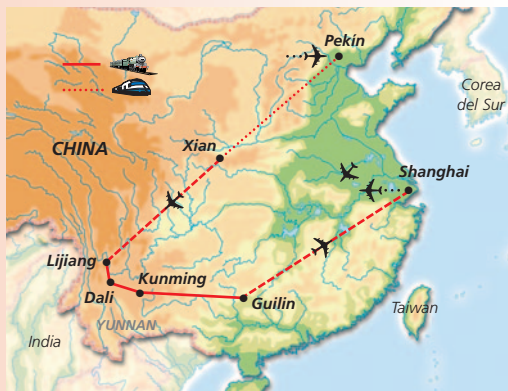 Pekín
Corea
del Sur
Xian
CHINA
Shanghai
Lijiang
Kunming
Dali
Guilin
YUNNAN
Taiwan
India